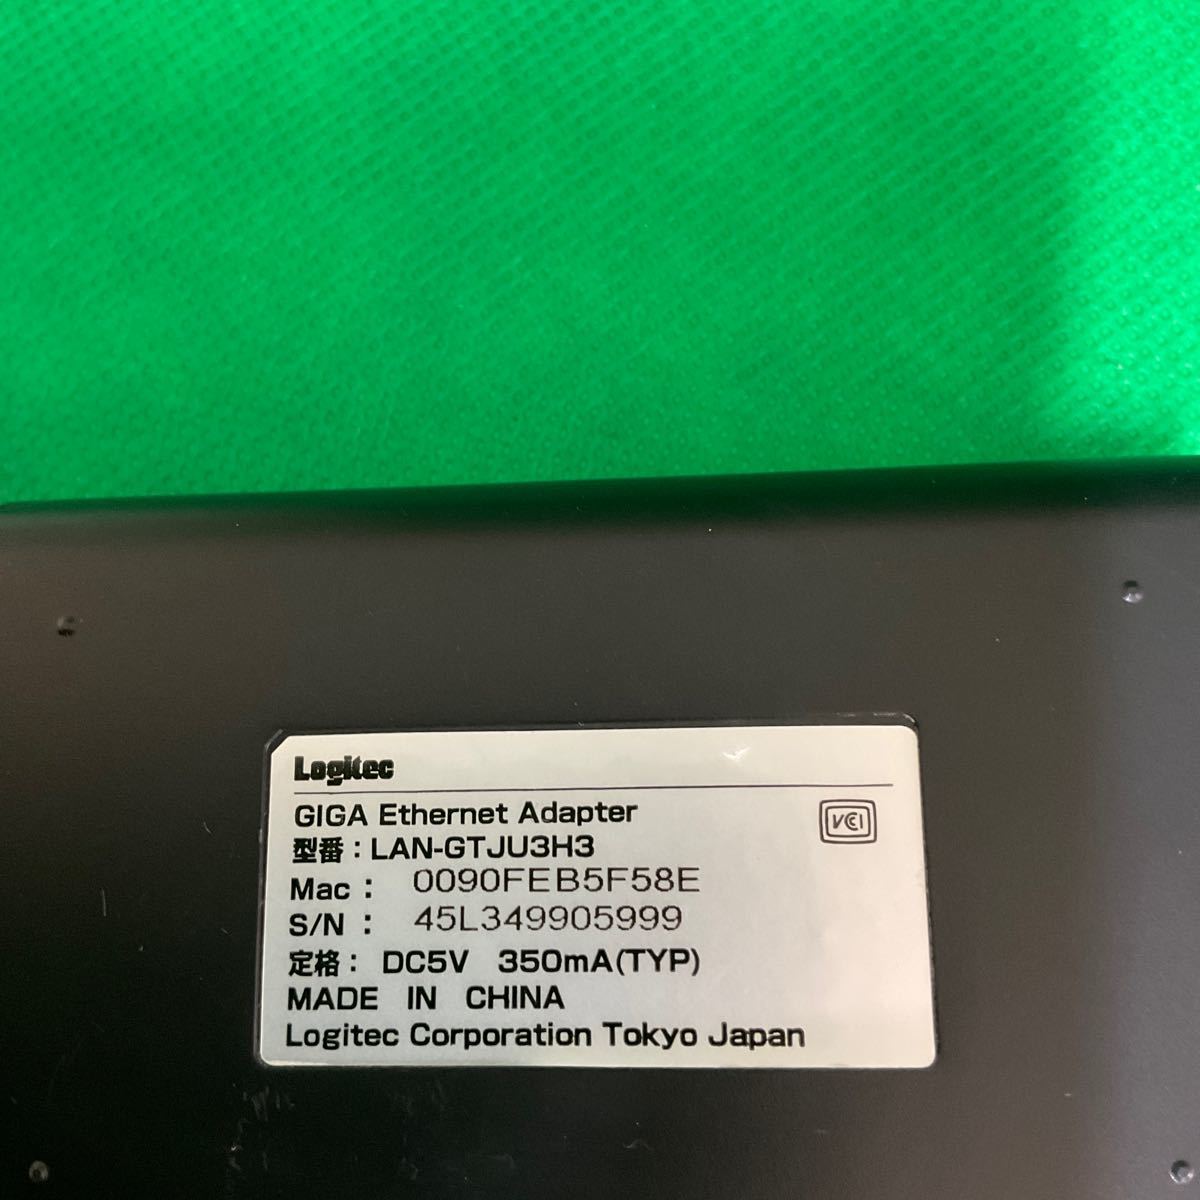 Logitec
GIGA Ethernet Adapter
VCI
型番：LAN-GTJU3H3
Mac： 0090FEB5F58E
S/N： 45L349905999
定格： DC5V 350mA(TYP)
MADE IN CHINA
Logitec Corporation Tokyo Japan